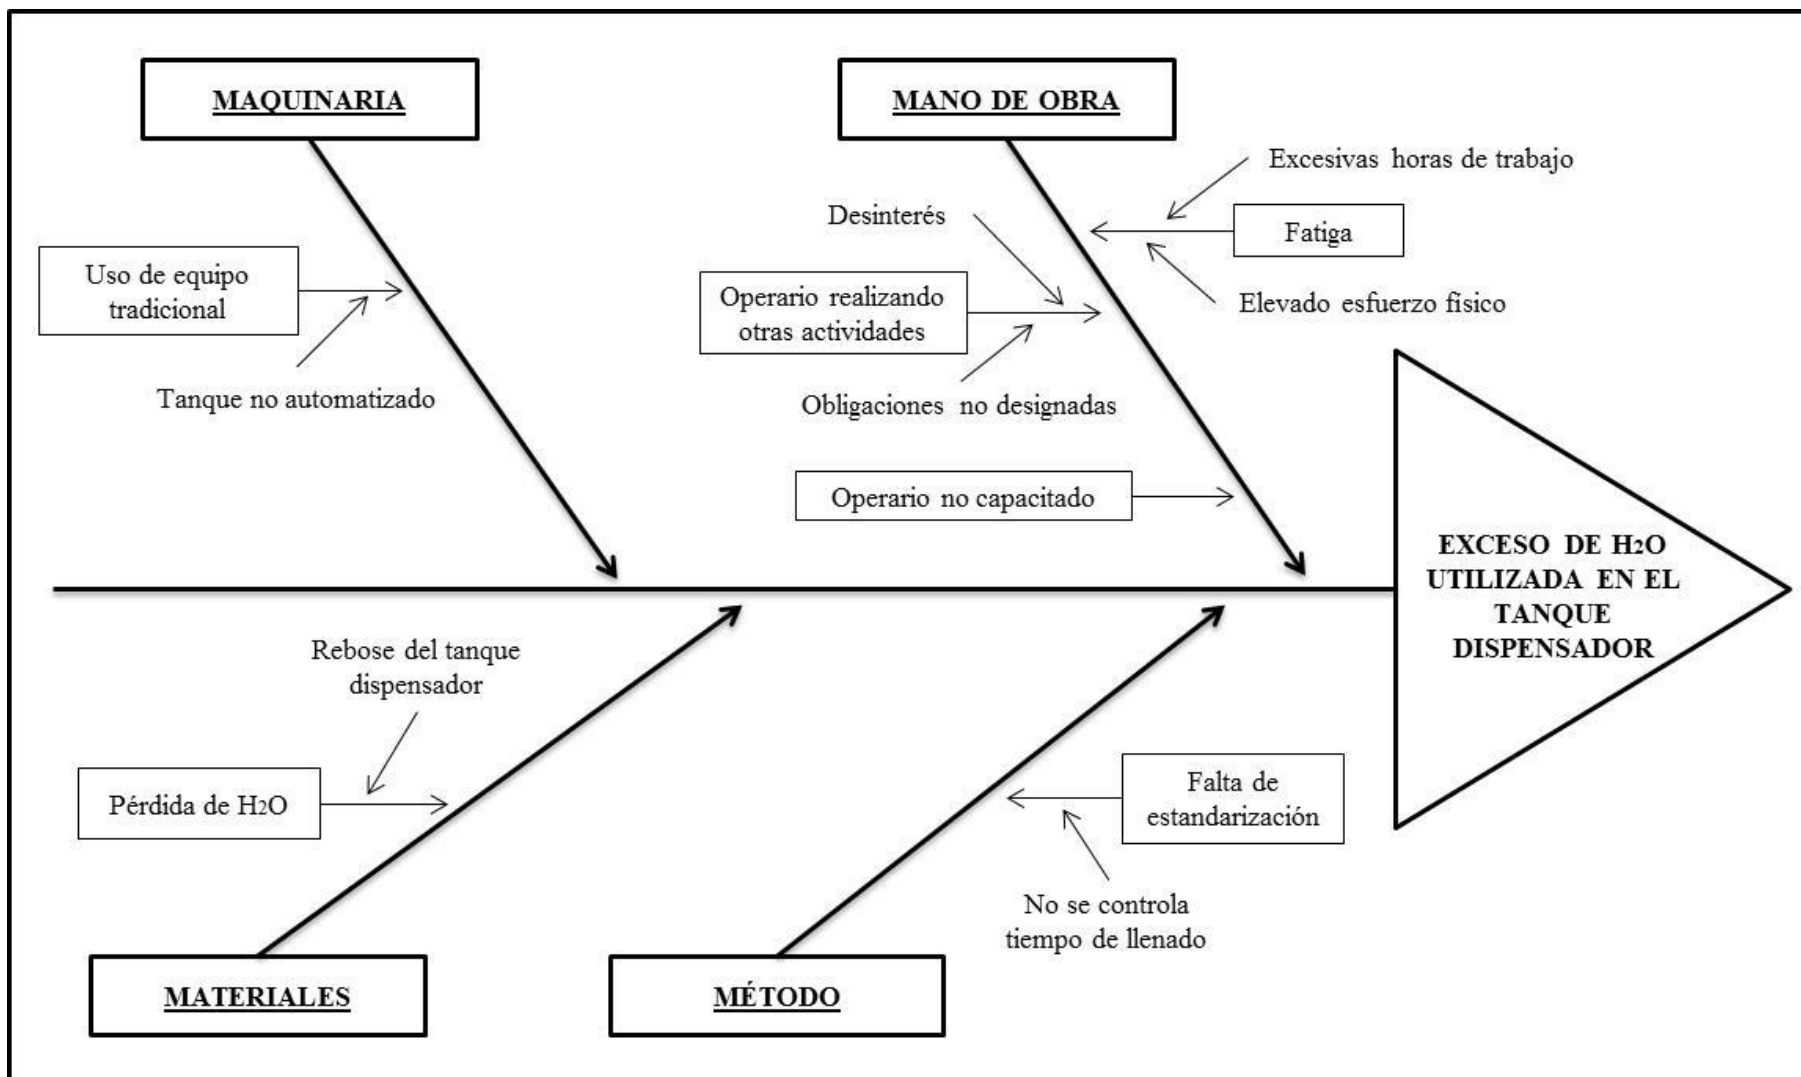 MAQUINARIA
MANO DE OBRA
Excesivas horas de trabajo
Desinterés
Fatiga
Uso de equipo
tradicional
Operario realizando
otras actividades
Elevado esfuerzo físico
Tanque no automatizado
Obligaciones no designadas
Operario no capacitado
EXCESO DE H2O
UTILIZADA EN EL
TANQUE
DISPENSADOR
Rebose del tanque
dispensador
Pérdida de H2O
Falta de
estandarización
No se controla
tiempo de llenado
MATERIALES
MÉTODO